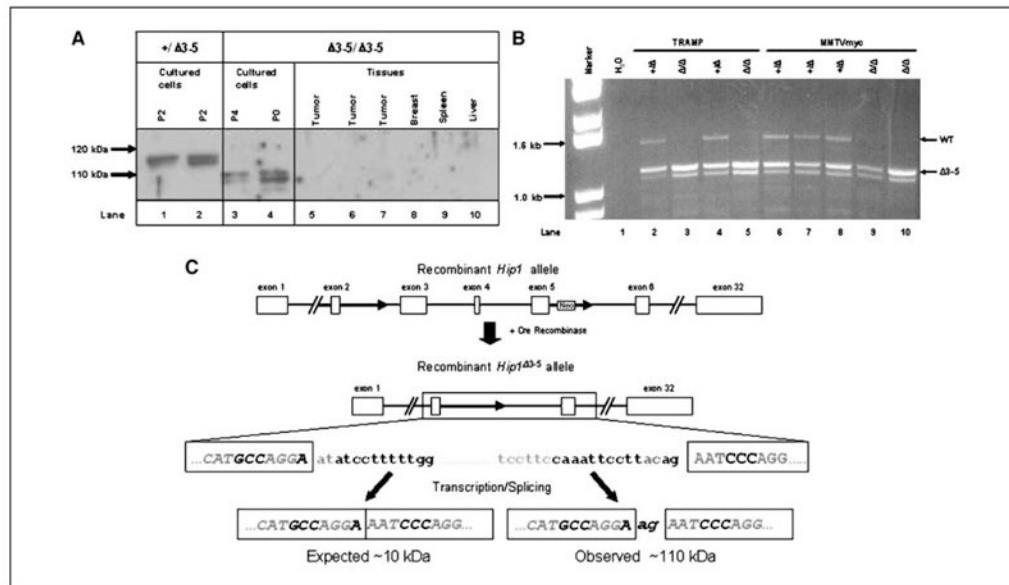 A
+/Δ3-5
Δ3-5/Δ3-5
Cultured cells
Cultured cells
Tissues
P2
P2
P4
P0
Tumor
Tumor
Tumor
Breast
Spleen
Liver
120 kDa
110 kDa
Lane 1 2 3 4 5 6 7 8 9 10
B
TRAMP
MMTVmyc
Marker
H2O
+/Δ
Δ/Δ
+/Δ
Δ/Δ
+/Δ
+/Δ
+/Δ
Δ/Δ
Δ/Δ
1.6 kb
WT
Δ3-5
1.0 kb
Lane 1 2 3 4 5 6 7 8 9 10
C
Recombinant Hip1 allele
exon 1 exon 2 exon 3 exon 4 exon 5 exon 6 exon 32
Neo
+ Cre Recombinase
Recombinant Hip1Δ3-5 allele
exon 1 exon 32
...CATGCCAGGA atatcctttttgg tccttccaaattccttacag AATCCCAGG......
Transcription/Splicing
...CATGCCAGGA AATCCCAGG... ...CATGCCAGGA ag AATCCCAGG...
Expected ~10 kDa Observed ~110 kDa